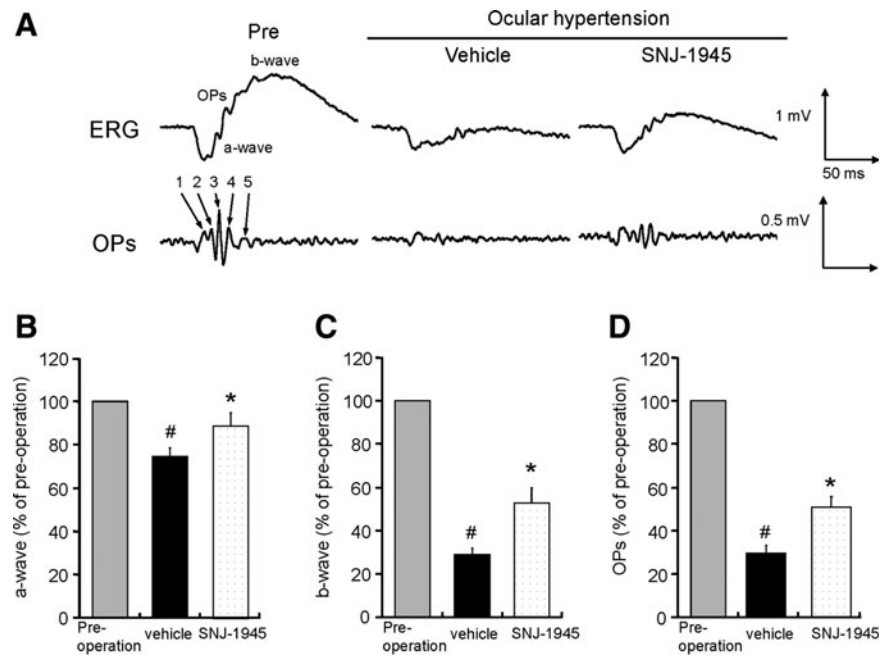 A
Pre
Ocular hypertension
Vehicle
SNJ-1945
b-wave
OPs
a-wave
ERG
1 mV
50 ms
1 2 3 4 5
OPs
0.5 mV
B
a-wave (% of pre-operation)
120
100
80
60
40
20
0
#
*
Pre-
operation
vehicle
SNJ-1945
C
b-wave (% of pre-operation)
120
100
80
60
40
20
0
#
*
Pre-
operation
vehicle
SNJ-1945
D
OPs (% of pre-operation)
120
100
80
60
40
20
0
#
*
Pre-
operation
vehicle
SNJ-1945